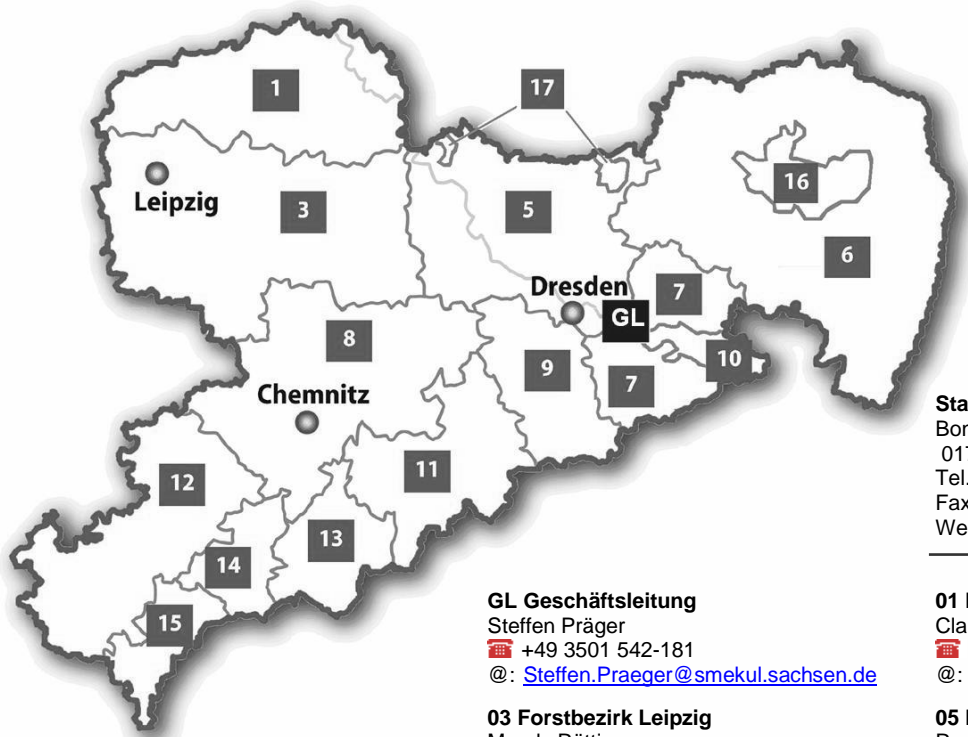 1
17
16
Leipzig
3
5
6
Dresden
7
GL
8
10
9
7
Chemnitz
11
12
13
14
15
Tel.
Fax
GL Geschäftsleitung
Steffen Präger
+49 3501 542-181
@: Steffen.Praeger@smekul.sachsen.de
01
@:
03 Forstbezirk Leipzig
05